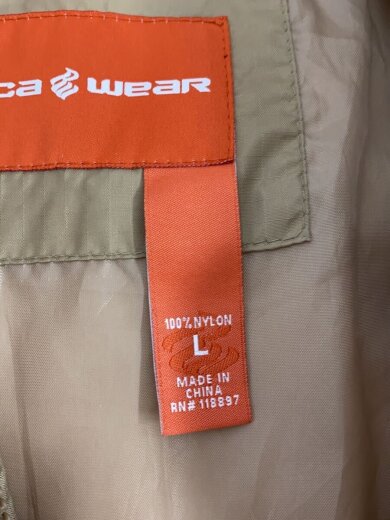 ca wear
100% NYLON
L
MADE IN
CHINA
RN# 118897